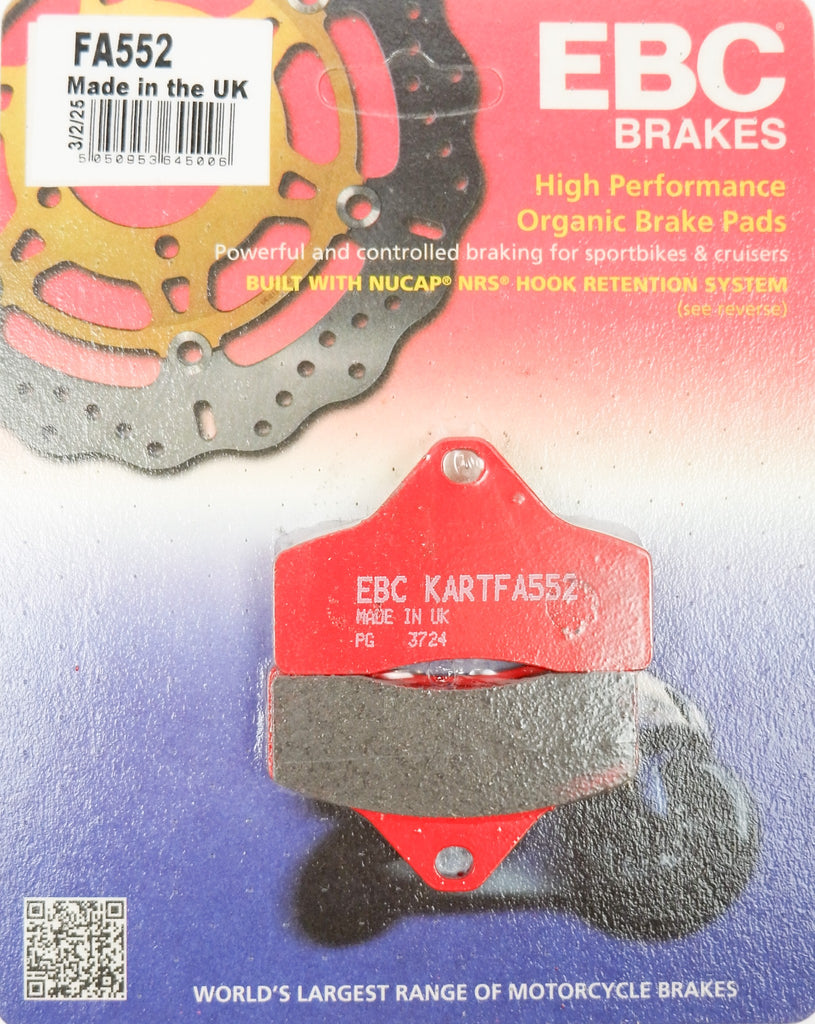 FA552
Made in the UK
3/2/25
5 050953 645006
EBC®
BRAKES
High Performance
Organic Brake Pads
Powerful and controlled braking for sportbikes & cruisers
BUILT WITH NUCAP® NRS® HOOK RETENTION SYSTEM
(see reverse)
EBC KARTFA552
MADE IN UK
PG 3724
WORLD'S LARGEST RANGE OF MOTORCYCLE BRAKES